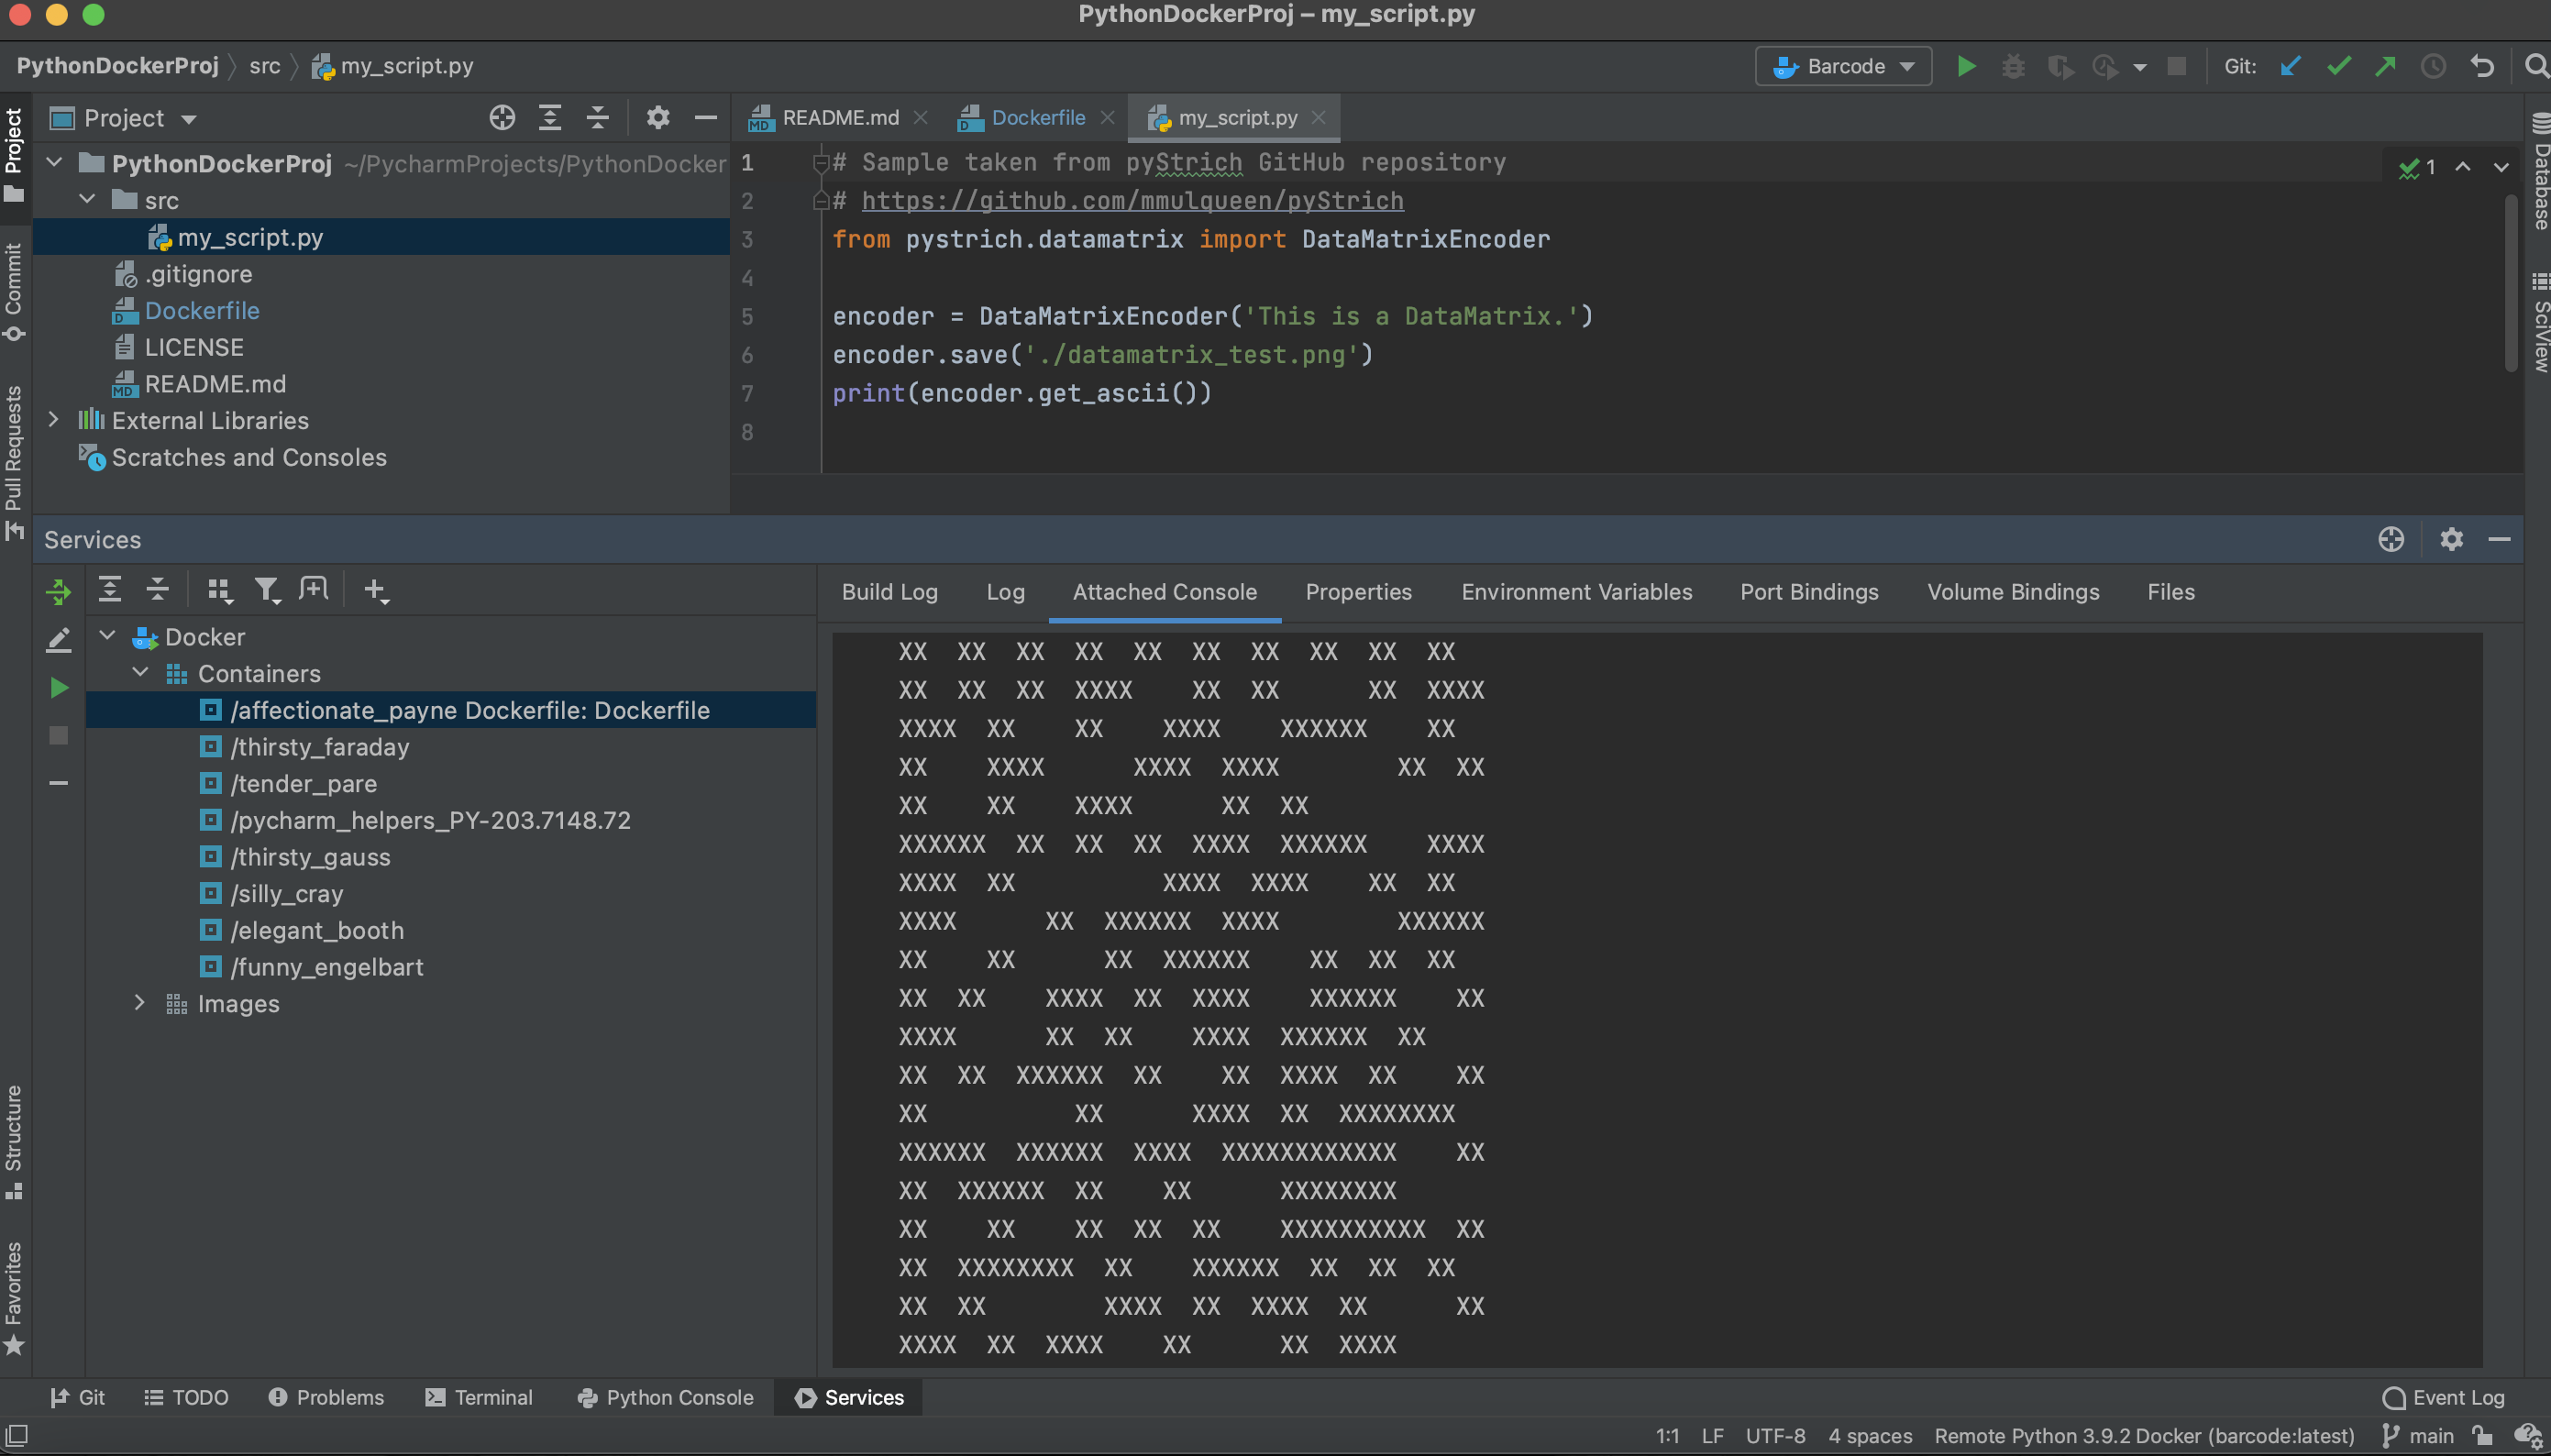 PythonDockerProj – my_script.py
PythonDockerProj src my_script.py
Barcode
Git:
Project
README.md
Dockerfile
my_script.py
PythonDockerProj ~/PycharmProjects/PythonDocker
src
my_script.py
.gitignore
Dockerfile
LICENSE
README.md
External Libraries
Scratches and Consoles
1 # Sample taken from pyStrich GitHub repository
2 # https://github.com/mmulqueen/pyStrich
3 from pystrich.datamatrix import DataMatrixEncoder
4
5 encoder = DataMatrixEncoder('This is a DataMatrix.')
6 encoder.save('./datamatrix_test.png')
7 print(encoder.get_ascii())
8
1
Project
Commit
Pull Requests
Structure
Favorites
Database
SciView
Services
Docker
Containers
/affectionate_payne Dockerfile: Dockerfile
/thirsty_faraday
/tender_pare
/pycharm_helpers_PY-203.7148.72
/thirsty_gauss
/silly_cray
/elegant_booth
/funny_engelbart
Images
Build Log Log Attached Console Properties Environment Variables Port Bindings Volume Bindings Files
XX  XX  XX  XX  XX  XX  XX  XX  XX  XX
XX  XX  XX  XXXX    XX  XX      XX  XXXX
XXXX  XX    XX    XXXX    XXXXXX    XX
XX    XXXX      XXXX  XXXX        XX  XX
XX    XX    XXXX      XX  XX
XXXXXX  XX  XX  XX  XXXX  XXXXXX    XXXX
XXXX  XX          XXXX  XXXX    XX  XX
XXXX      XX  XXXXXX  XXXX        XXXXXX
XX    XX      XX  XXXXXX    XX  XX  XX
XX  XX    XXXX  XX  XXXX    XXXXXX    XX
XXXX      XX  XX    XXXX  XXXXXX  XX
XX  XX  XXXXXX  XX    XX  XXXX  XX    XX
XX          XX      XXXX  XX  XXXXXXXX
XXXXXX  XXXXXX  XXXX  XXXXXXXXXXXX    XX
XX  XXXXXX  XX    XX      XXXXXXXX
XX    XX    XX  XX  XX    XXXXXXXXXX  XX
XX  XXXXXXXX  XX    XXXXXX  XX  XX  XX
XX  XX        XXXX  XX  XXXX  XX      XX
XXXX  XX  XXXX    XX      XX  XXXX
Git TODO Problems Terminal Python Console Services Event Log
1:1 LF UTF-8 4 spaces Remote Python 3.9.2 Docker (barcode:latest) main